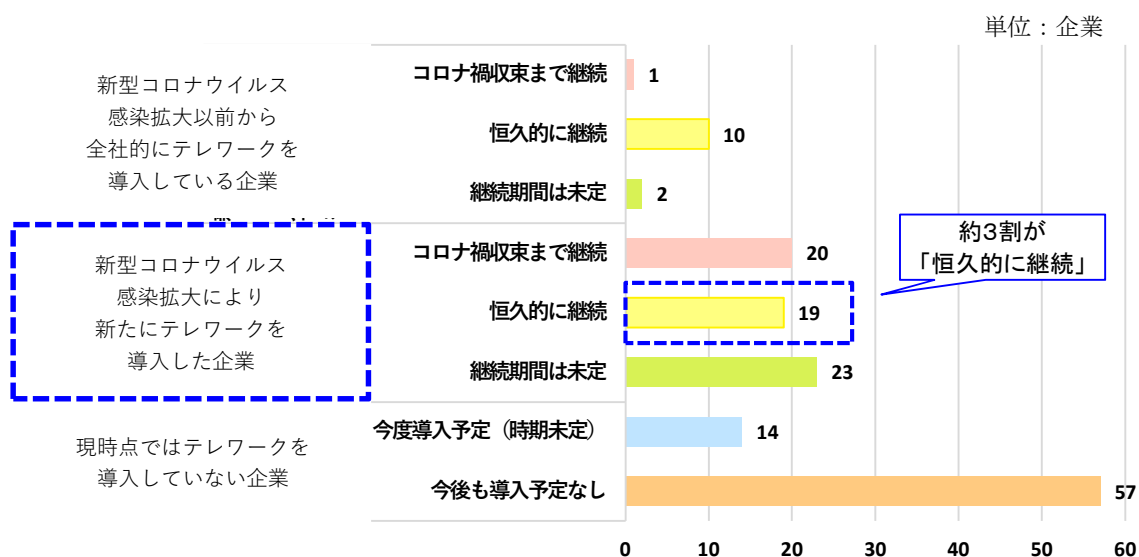 単位：企業
新型コロナウイルス
感染拡大以前から
全社的にテレワークを
導入している企業
コロナ禍収束まで継続
1
恒久的に継続
10
継続期間は未定
2
新型コロナウイルス
感染拡大により
新たにテレワークを
導入した企業
コロナ禍収束まで継続
20
恒久的に継続
19
継続期間は未定
23
約3割が
「恒久的に継続」
現時点ではテレワークを
導入していない企業
今度導入予定（時期未定）
14
今後も導入予定なし
57
0 10 20 30 40 50 60